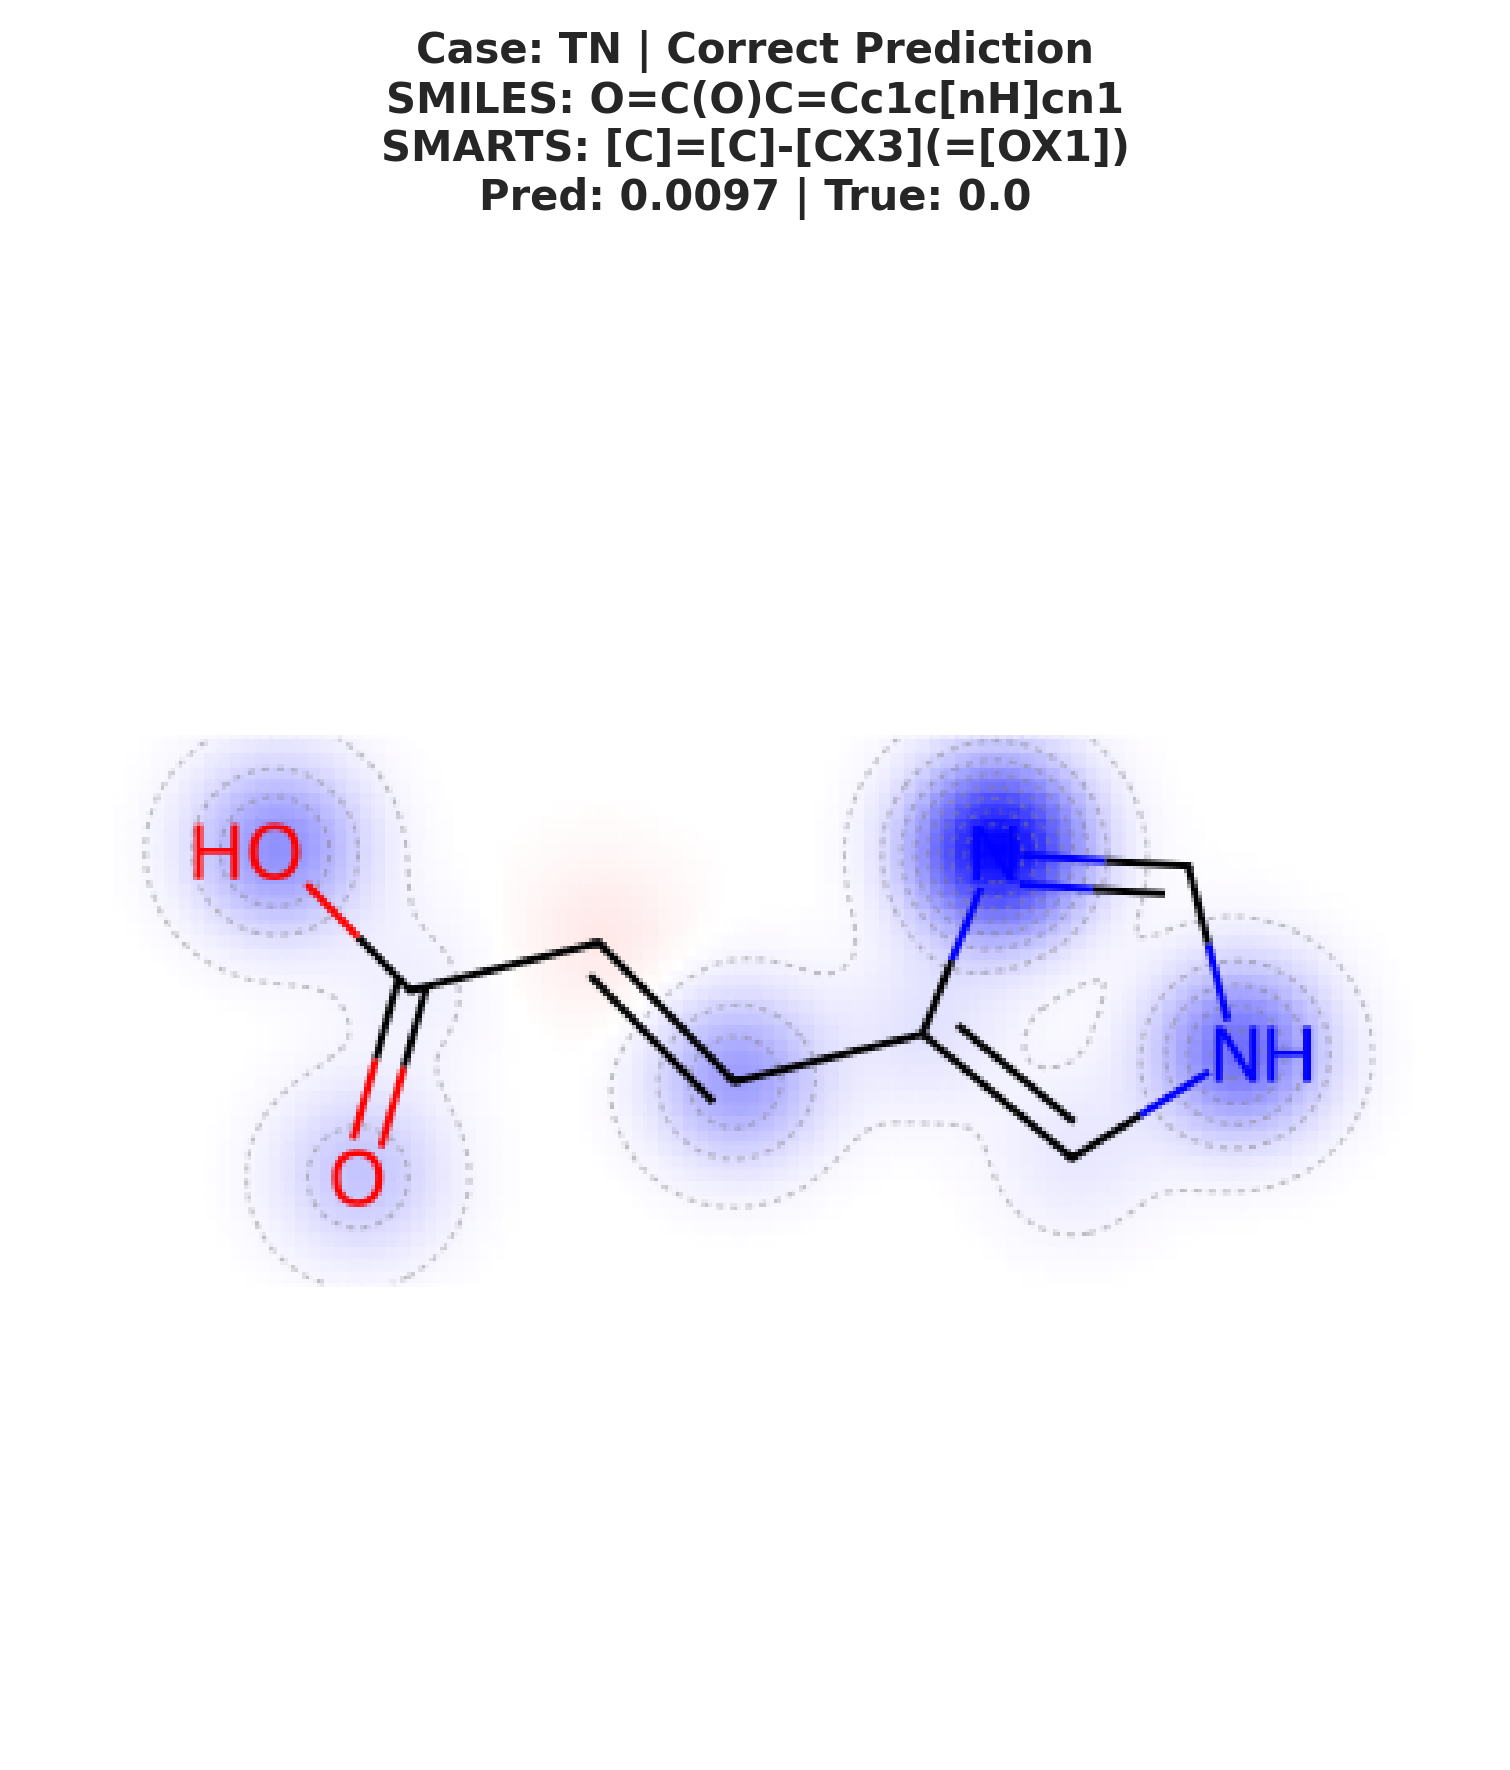 Case: TN | Correct Prediction
SMILES: O=C(O)C=Cc1c[nH]cn1
SMARTS: [C]=[C]-[CX3](=[OX1])
Pred: 0.0097 | True: 0.0
HO
N
NH
O